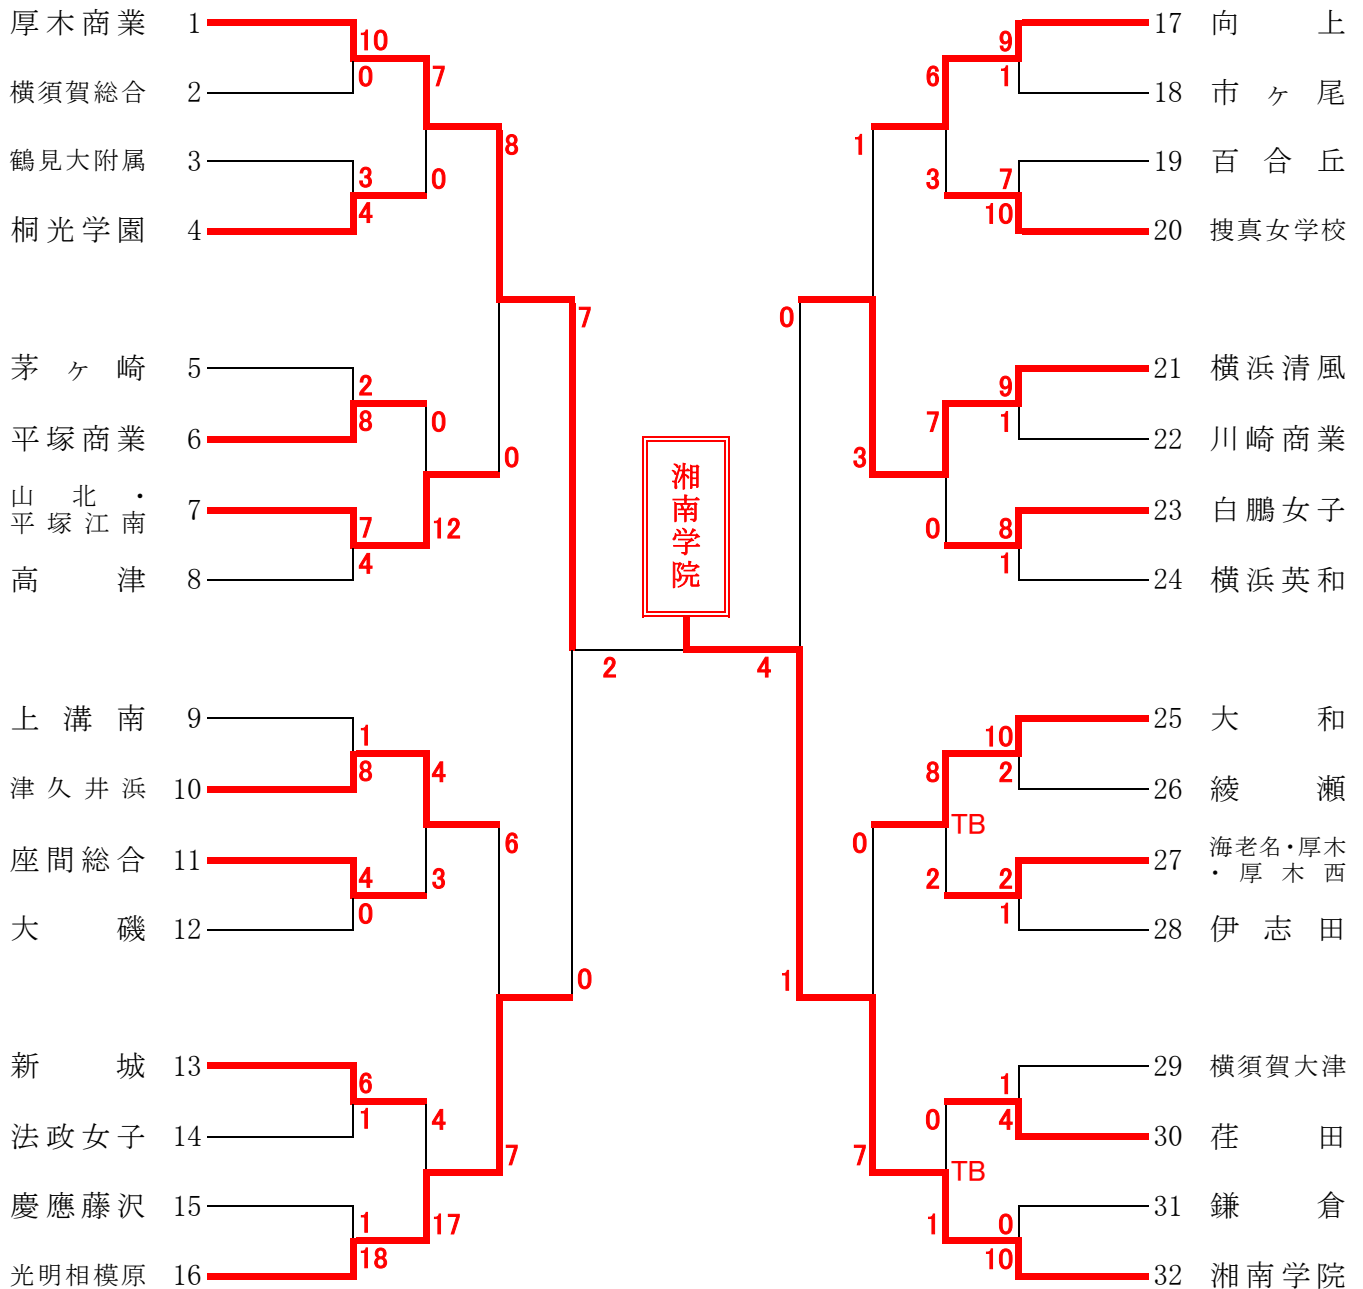 厚木商業 1
横須賀総合 2
鶴見大附属 3
桐光学園 4
茅ヶ崎 5
平塚商業 6
山北・
平塚江南 7
高津 8
上溝南 9
津久井浜 10
座間総合 11
大磯 12
新城 13
法政女子 14
慶應藤沢 15
光明相模原 16
10
0
7
8
3
4
0
2
8
0
0
7
4
12
7
1
8
4
6
4
0
3
0
6
1
4
7
1
18
17
2
湘南学院
4
9
1
6
1
7
10
3
0
9
1
7
3
8
1
0
10
2
8
TB
0
2
1
2
1
1
4
0
TB
7
0
10
1
17 向上
18 市ヶ尾
19 百合丘
20 捜真女学校
21 横浜清風
22 川崎商業
23 白鵬女子
24 横浜英和
25 大和
26 綾瀬
27 海老名・厚木
・厚木西
28 伊志田
29 横須賀大津
30 荏田
31 鎌倉
32 湘南学院